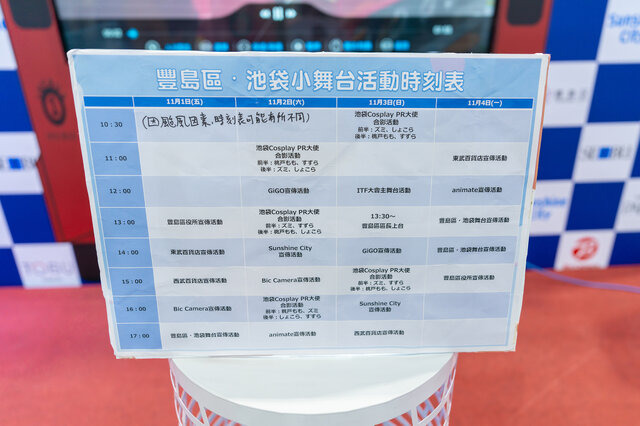 豐島區・池袋小舞台活動時刻表
11月1日(五) 11月2日(六) 11月3日(日) 11月4日(一)
10:30 (因颱風因素,時刻表可能有所不同) 池袋Cosplay PR大使
合影活動
前半：ズミ、しょこら
後半：桃戸もも、すずら
11:00 池袋Cosplay PR大使 東武百貨店宣傳活動
合影活動
前半：桃戸もも、すずら
後半：ズミ、しょこら
12:00 GiGO宣傳活動 ITF大會主舞台活動 animate宣傳活動
13:00 豐島區役所宣傳活動 池袋Cosplay PR大使 13:30～ 豐島區・池袋舞台宣傳活動
合影活動 豐島區區長上台
前半：ズミ、すずら
後半：桃戸もも、しょこら
14:00 東武百貨店宣傳活動 Sunshine City GiGO宣傳活動 豐島區・池袋舞台宣傳活動
宣傳活動
15:00 西武百貨店宣傳活動 Bic Camera宣傳活動 池袋Cosplay PR大使 豐島區役所宣傳活動
合影活動
前半：ズミ、すずら
後半：桃戸もも、しょこら
16:00 Bic Camera宣傳活動 池袋Cosplay PR大使 Sunshine City
合影活動 宣傳活動
前半：桃戸もも、ズミ
後半：しょこら、すずら
17:00 豐島區・池袋舞台宣傳活動 animate宣傳活動 西武百貨店宣傳活動
Sunshine City
SEIBU
TOBU